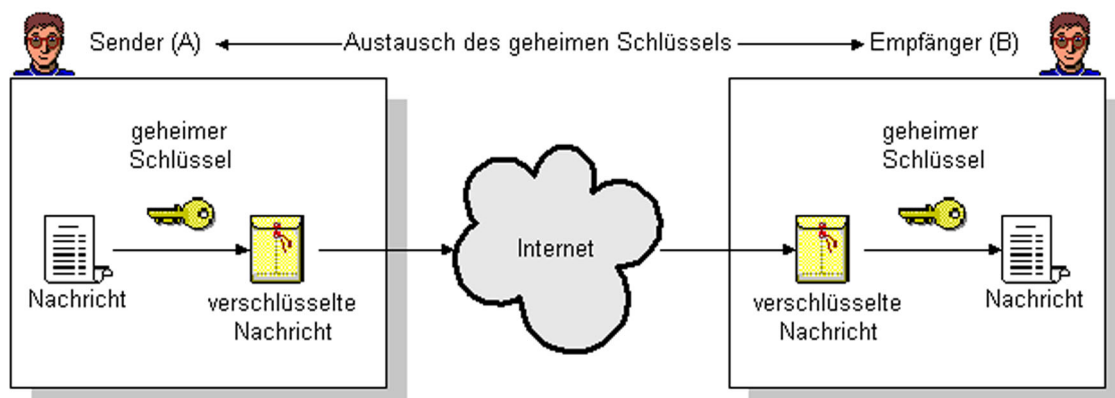 Sender (A)
Austausch des geheimen Schlüssels
Empfänger (B)
geheimer
Schlüssel
Nachricht
verschlüsselte
Nachricht
Internet
geheimer
Schlüssel
verschlüsselte
Nachricht
Nachricht